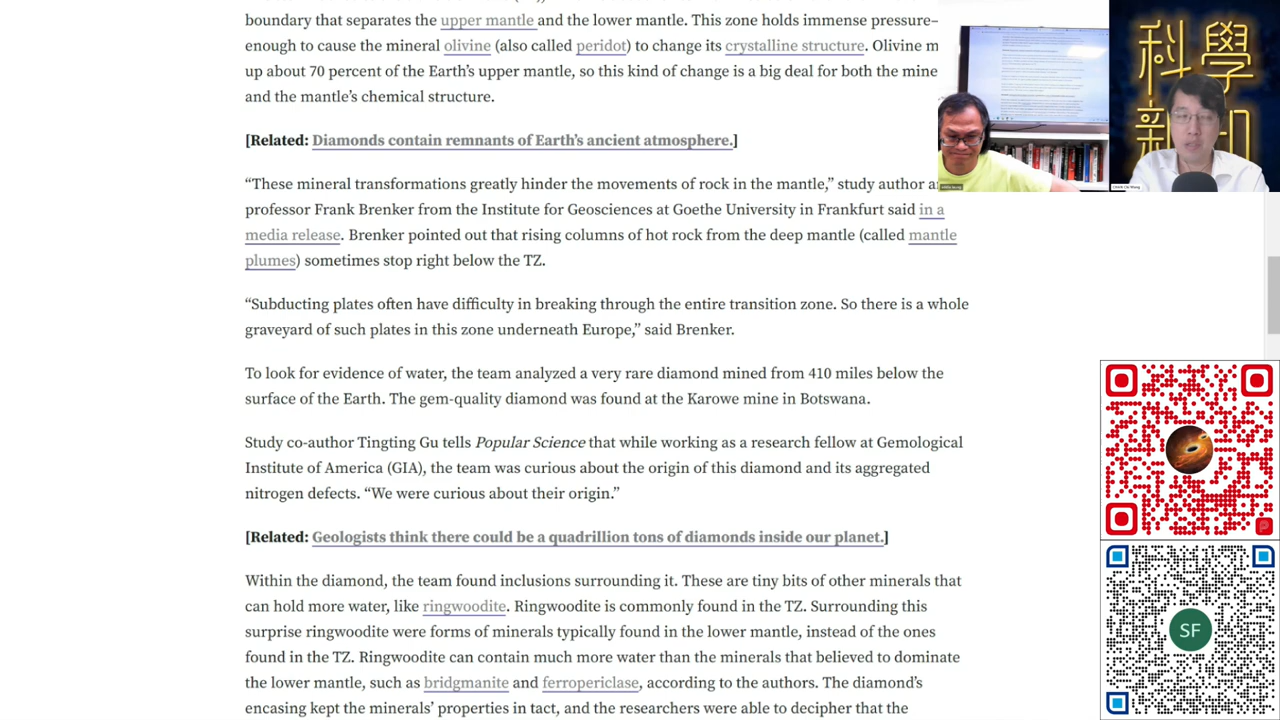 boundary that separates the upper mantle and the lower mantle. This zone holds immense pressure–
enough to cause the mineral olivine (also called peridot) to change its crystalline structure. Olivine m
up about 70 percent of Earth's upper mantle, so this kind of change is a big one for both the mine
and the Earth's overall structure.
[Related: Diamonds contain remnants of Earth's ancient atmosphere.]
“These mineral transformations greatly hinder the movements of rock in the mantle,” study author an
professor Frank Brenker from the Institute for Geosciences at Goethe University in Frankfurt said in a
media release. Brenker pointed out that rising columns of hot rock from the deep mantle (called mantle
plumes) sometimes stop right below the TZ.
“Subducting plates often have difficulty in breaking through the entire transition zone. So there is a whole
graveyard of such plates in this zone underneath Europe,” said Brenker.
To look for evidence of water, the team analyzed a very rare diamond mined from 410 miles below the
surface of the Earth. The gem-quality diamond was found at the Karowe mine in Botswana.
Study co-author Tingting Gu tells Popular Science that while working as a research fellow at Gemological
Institute of America (GIA), the team was curious about the origin of this diamond and its aggregated
nitrogen defects. “We were curious about their origin.”
[Related: Geologists think there could be a quadrillion tons of diamonds inside our planet.]
Within the diamond, the team found inclusions surrounding it. These are tiny bits of other minerals that
can hold more water, like ringwoodite. Ringwoodite is commonly found in the TZ. Surrounding this
surprise ringwoodite were forms of minerals typically found in the lower mantle, instead of the ones
found in the TZ. Ringwoodite can hold much more water than the minerals that believed to dominate
the lower mantle, such as bridgmanite and ferropericlase, according to the authors. The diamond's
encasing kept the mineral properties intact, and the researchers were able to decipher that the
科學
新知
SF